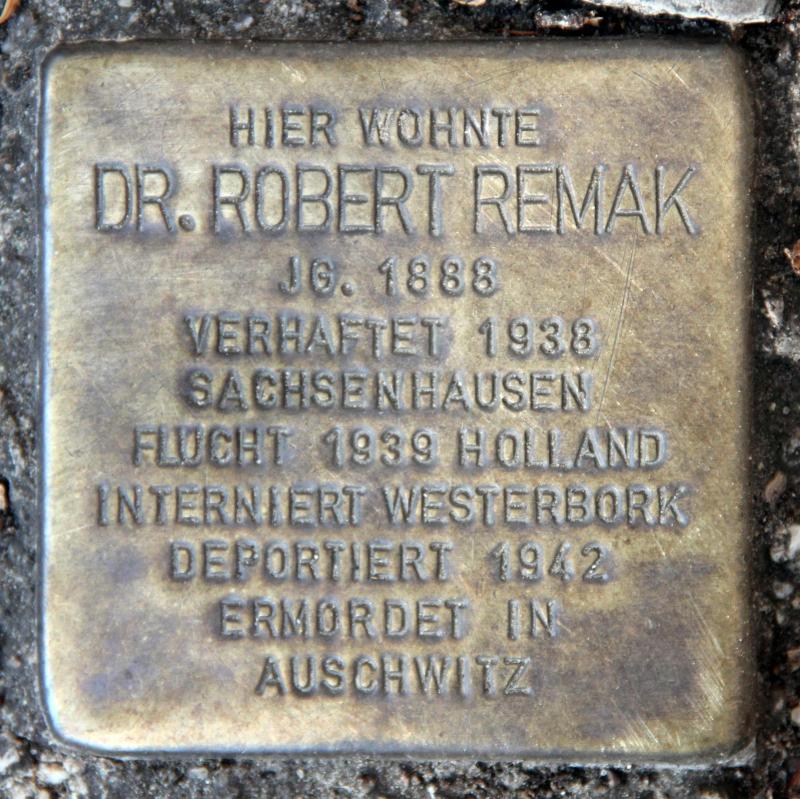 HIER WOHNTE
DR. ROBERT REMAK
JG. 1888
VERHAFTET 1938
SACHSENHAUSEN
FLUCHT 1939 HOLLAND
INTERNIERT WESTERBORK
DEPORTIERT 1942
ERMORDET IN
AUSCHWITZ